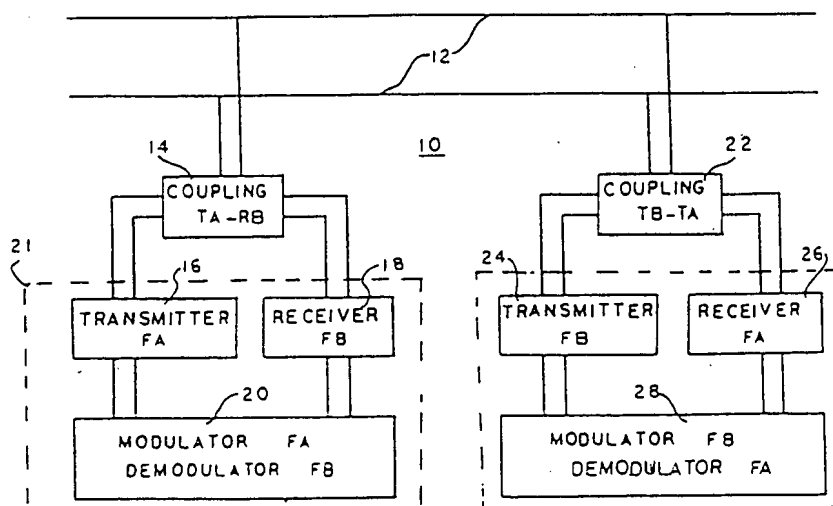 12
10
14
COUPLING
TA-RB
22
COUPLING
TB-TA
21
16
TRANSMITTER
FA
18
RECEIVER
FB
24
TRANSMITTER
FB
26
RECEIVER
FA
20
MODULATOR FA
DEMODULATOR FB
28
MODULATOR FB
DEMODULATOR FA